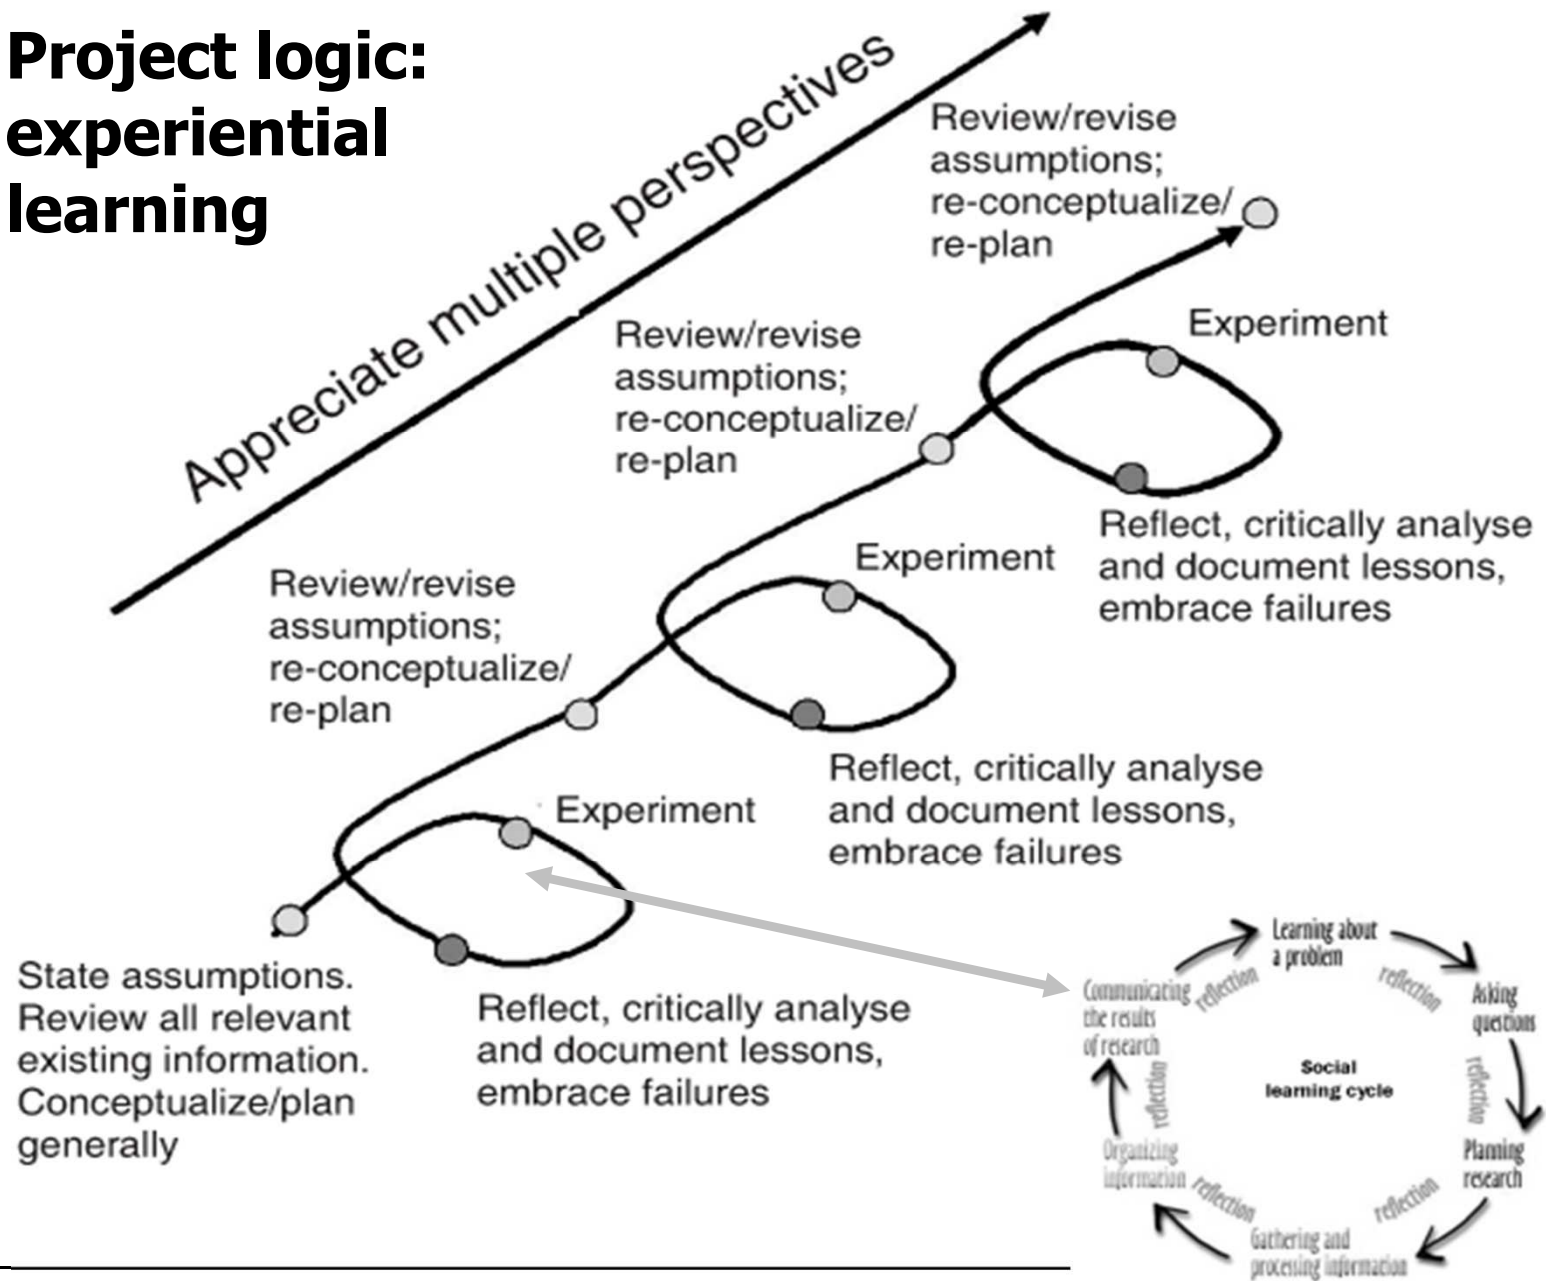 Project logic:
experiential
learning
Appreciate multiple perspectives
Review/revise
assumptions;
re-conceptualize/
re-plan
Experiment
Reflect, critically analyse
and document lessons,
embrace failures
Review/revise
assumptions;
re-conceptualize/
re-plan
Experiment
Reflect, critically analyse
and document lessons,
embrace failures
Review/revise
assumptions;
re-conceptualize/
re-plan
Experiment
Reflect, critically analyse
and document lessons,
embrace failures
State assumptions.
Review all relevant
existing information.
Conceptualize/plan
generally
Social
learning cycle
Learning about
a problem
reflection
Asking
questions
reflection
Planning
research
reflection
Gathering and
processing information
reflection
Organizing
information
reflection
Communicating
the results
of research
reflection